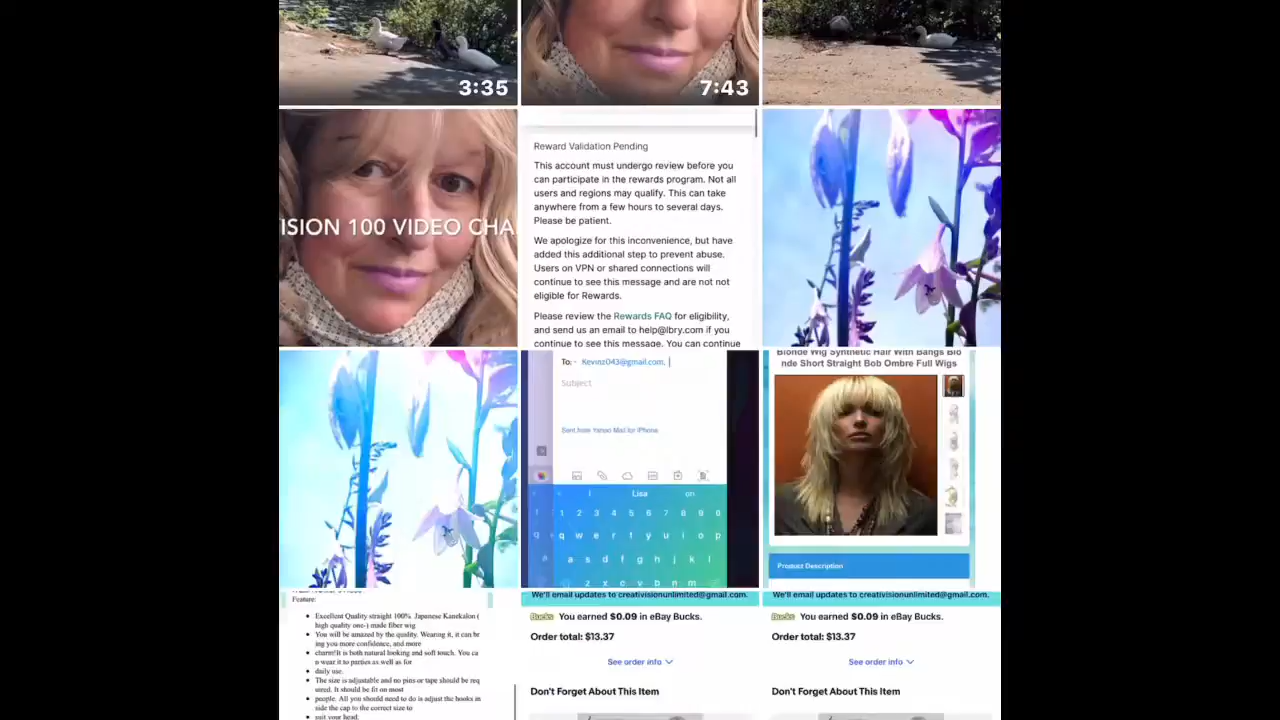 3:35
7:43
ISION 100 VIDEO CHA
Reward Validation Pending
This account must undergo review before you
can participate in the rewards program. Not all
users and regions may qualify. This can take
anywhere from a few hours to several days.
Please be patient.
We apologize for this inconvenience, but have
added this additional step to prevent abuse.
Users on VPN or shared connections will
continue to see this message and are not not
eligible for Rewards.
Please review the Rewards FAQ for eligibility,
and send us an email to help@lbry.com if you
continue to see this message. You can continue
To: Kevinz043@gmail.com,
Subject
Sent from Yahoo Mail for iPhone
I Lisa on
1 2 3 4 5 6 7 8 9 0
q q w e r t y u i o p
a a s d f g h j k l
z x c v b n m
Blonde Wig Synthetic Hair With Bangs Blo
nde Short Straight Bob Ombre Full Wigs
Product Description
Feature:
Excellent Quality straight 100% Japanese Kanekalon (
high quality one-) made fiber wig
You will be amazed by the quality. Wearing it, it can br
ing you more confidence, and more
charm!It is both natural looking and soft touch. You ca
n wear it to parties as well as for
daily use.
The size is adjustable and no pins or tape should be req
uired. It should be fit on most
people. All you should need to do is adjust the hooks in
side the cap to the correct size to
suit your head.
We'll email updates to creativisionunlimited@gmail.com.
Bucks You earned $0.09 in eBay Bucks.
Order total: $13.37
See order info
Don't Forget About This Item
We'll email updates to creativisionunlimited@gmail.com.
Bucks You earned $0.09 in eBay Bucks.
Order total: $13.37
See order info
Don't Forget About This Item